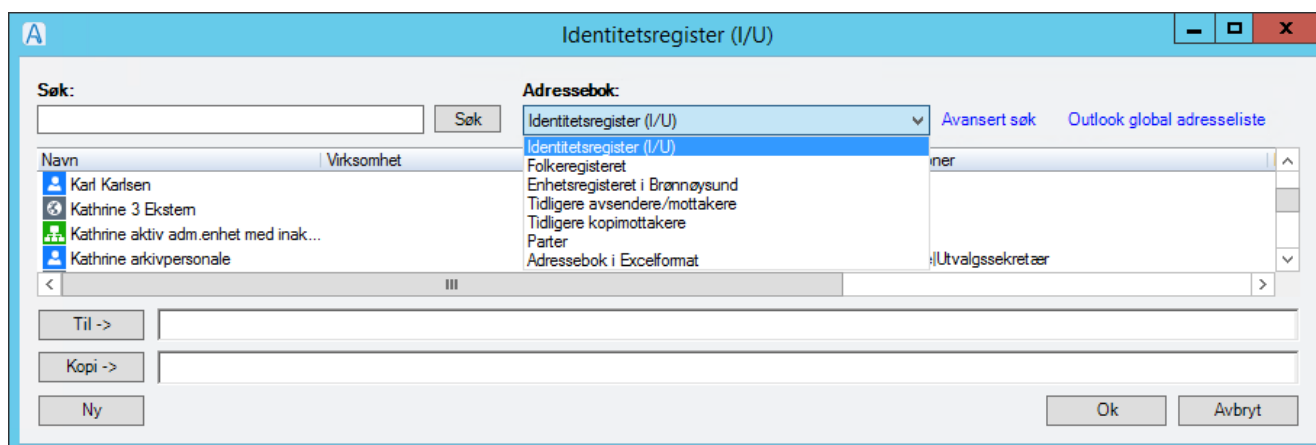 A Identitetsregister (I/U)
Søk: Adressebok:
Søk Identitetsregister (I/U) Avansert søk Outlook global adresseliste
Navn Virksomhet Identitetsregister (I/U) ner
Karl Karlsen Folkeregisteret
Enhetsregisteret i Brønnøysund
Kathrine 3 Ekstern Tidligere avsendere/mottakere
Kathrine aktiv adm.enhet med inak... Tidligere kopimottakere
Parter
Kathrine arkivpersonale Adressebok i Excelformat e|Utvalgssekretær
Til ->
Kopi ->
Ny Ok Avbryt